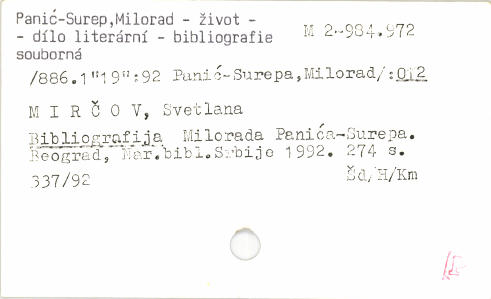 Panić-Surep,Milorad - život -
- dílo literární - bibliografie
souborná
M 2-984.972
/886.1"19":92 Panić-Surepa,Milorad/:012
M I R Č O V, Svetlana
Bibliografija Milorada Panića-Surepa.
Beograd, Nar.bibl.Srbije 1992. 274 s.
337/92 Šd/H/Km